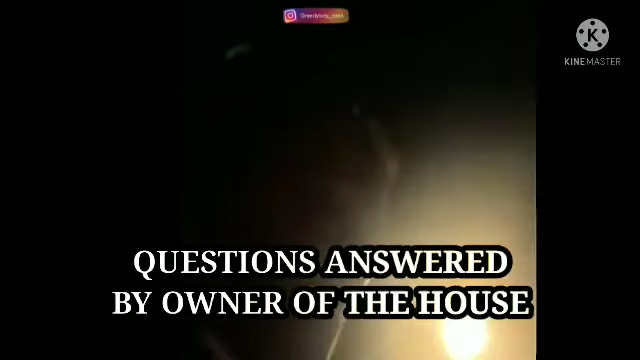 KINEMASTER
QUESTIONS ANSWERED
BY OWNER OF THE HOUSE